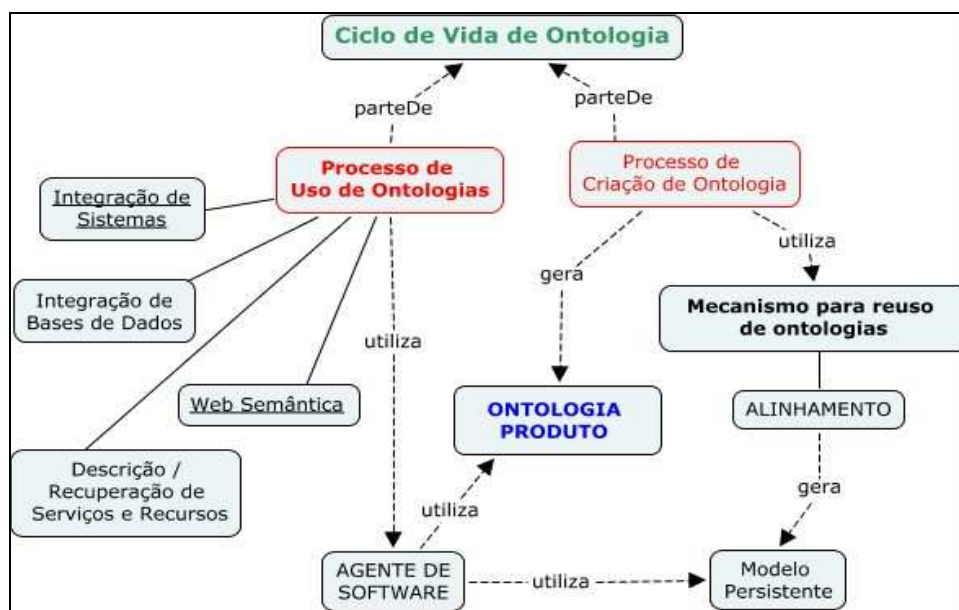 Ciclo de Vida de Ontologia
parteDe
parteDe
Processo de
Uso de Ontologias
Processo de
Criação de Ontologia
Integração de
Sistemas
utiliza
gera
Integração de
Bases de Dados
Mecanismo para reuso
de ontologias
utiliza
Web Semântica
ONTOLOGIA
PRODUTO
ALINHAMENTO
Descrição /
Recuperação de
Serviços e Recursos
gera
utiliza
AGENTE DE
SOFTWARE
utiliza
Modelo
Persistente